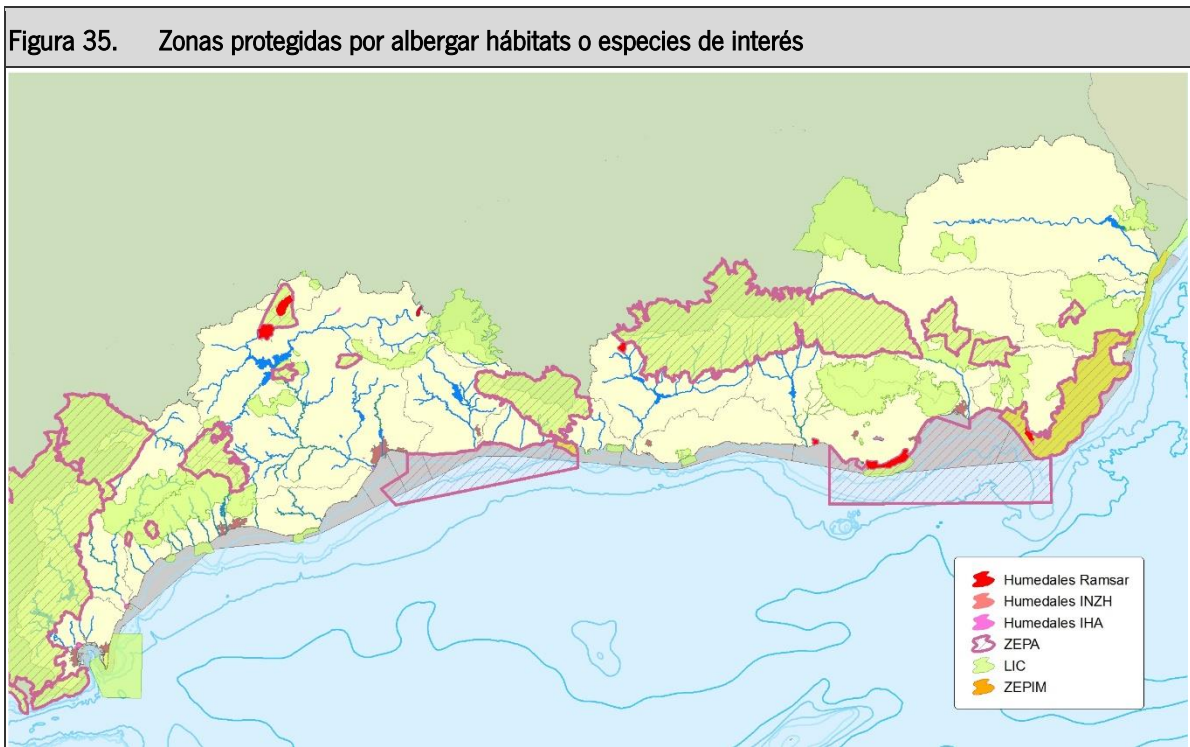 Figura 35. Zonas protegidas por albergar hábitats o especies de interés
Humedales Ramsar
Humedales INZH
Humedales IHA
ZEPA
LIC
ZEPIM